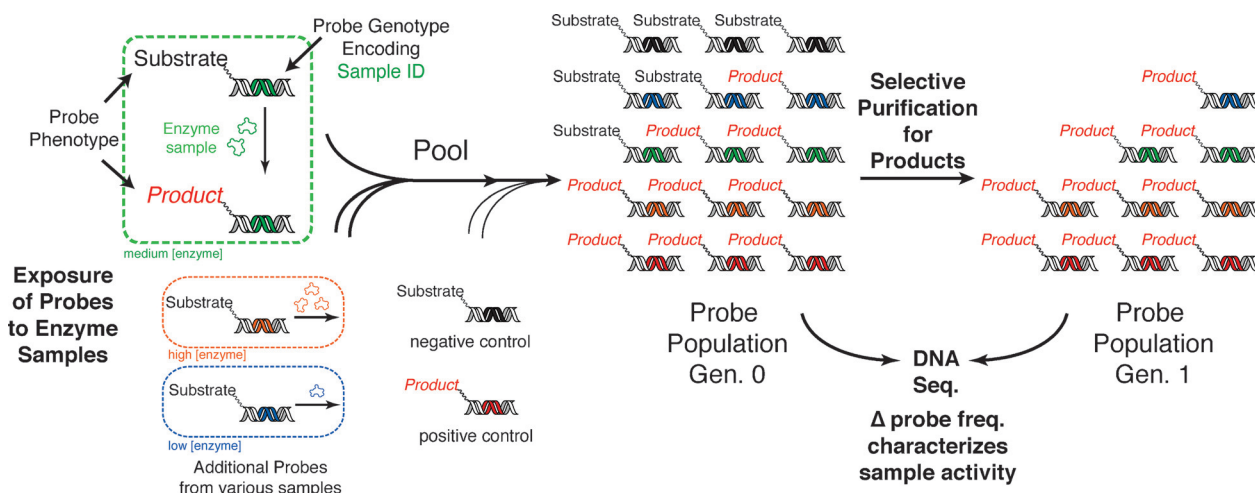 Substrate
Probe Genotype
Encoding
Sample ID
Probe
Phenotype
Enzyme
sample
Product
medium [enzyme]
Exposure
of Probes
to Enzyme
Samples
Substrate
high [enzyme]
Substrate
low [enzyme]
Additional Probes
from various samples
Pool
Substrate
negative control
Product
positive control
Substrate Substrate Substrate
Substrate Substrate Product
Substrate Product Product
Product Product Product
Product Product Product
Probe
Population
Gen. 0
Selective
Purification
for
Products
Product
Product Product
Product Product Product
Product Product Product
Probe
Population
Gen. 1
DNA
Seq.
Δ probe freq.
characterizes
sample activity